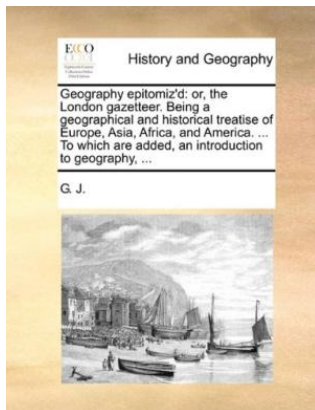 ECCO
History and Geography
Geography epitomiz'd: or, the
London gazetteer. Being a
geographical and historical treatise of
Europe, Asia, Africa, and America. ...
To which are added, an introduction
to geography, ...
G. J.